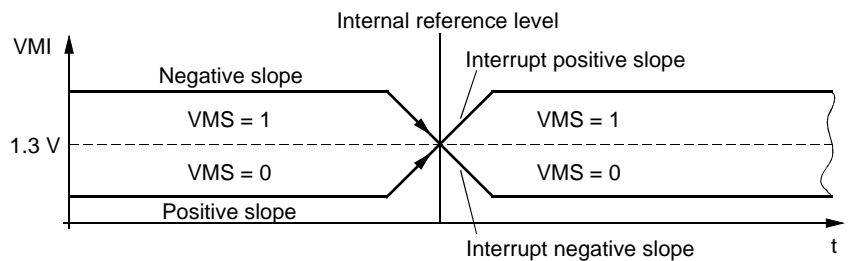 Internal reference level
VMI
Interrupt positive slope
Negative slope
VMS = 1
VMS = 1
1.3 V
VMS = 0
VMS = 0
Positive slope
Interrupt negative slope
t